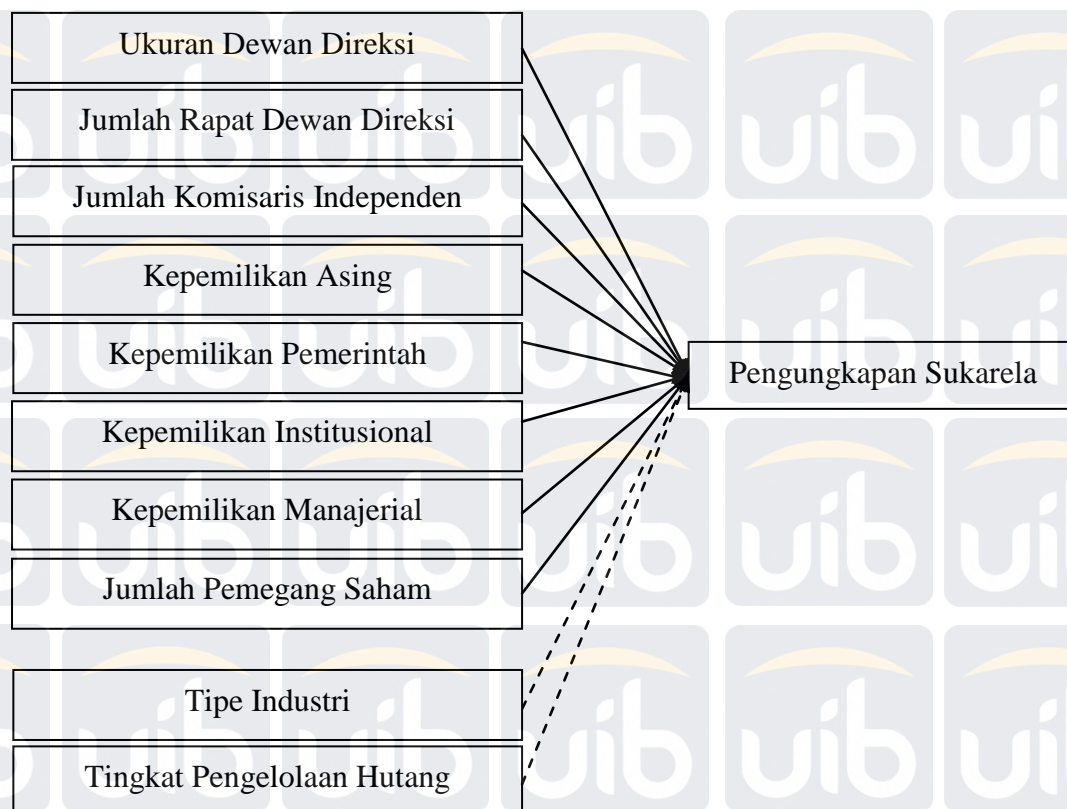 Ukuran Dewan Direksi
Jumlah Rapat Dewan Direksi
Jumlah Komisaris Independen
Kepemilikan Asing
Kepemilikan Pemerintah
Kepemilikan Institusional
Kepemilikan Manajerial
Jumlah Pemegang Saham
Pengungkapan Sukarela
Tipe Industri
Tingkat Pengelolaan Hutang